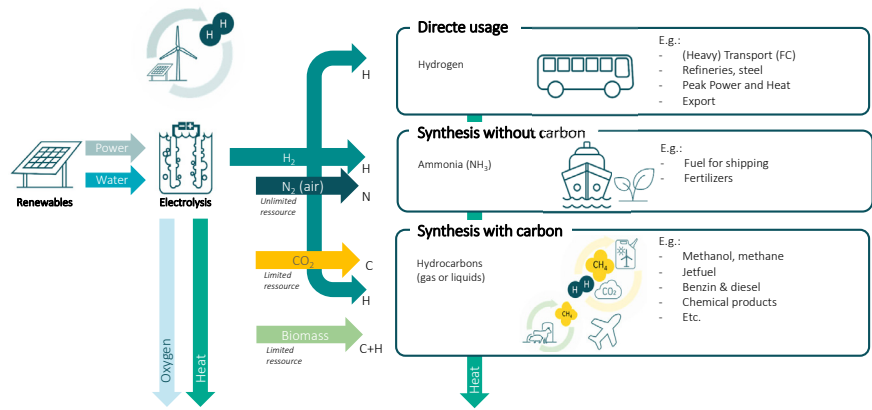 H H
Renewables
Power
Water
Electrolysis
Oxygen
Heat
H₂
N₂ (air)
Unlimited
ressource
CO₂
Limited
ressource
Biomass
Limited
ressource
H
H
N
C
H
C+H
Directe usage
Hydrogen
E.g.:
- (Heavy) Transport (FC)
- Refineries, steel
- Peak Power and Heat
- Export
Synthesis without carbon
Ammonia (NH₃)
E.g.:
- Fuel for shipping
- Fertilizers
Synthesis with carbon
Hydrocarbons
(gas or liquids)
CH₄
H H
CO₂
CH₄
E.g.:
- Methanol, methane
- Jetfuel
- Benzin & diesel
- Chemical products
- Etc.
Heat